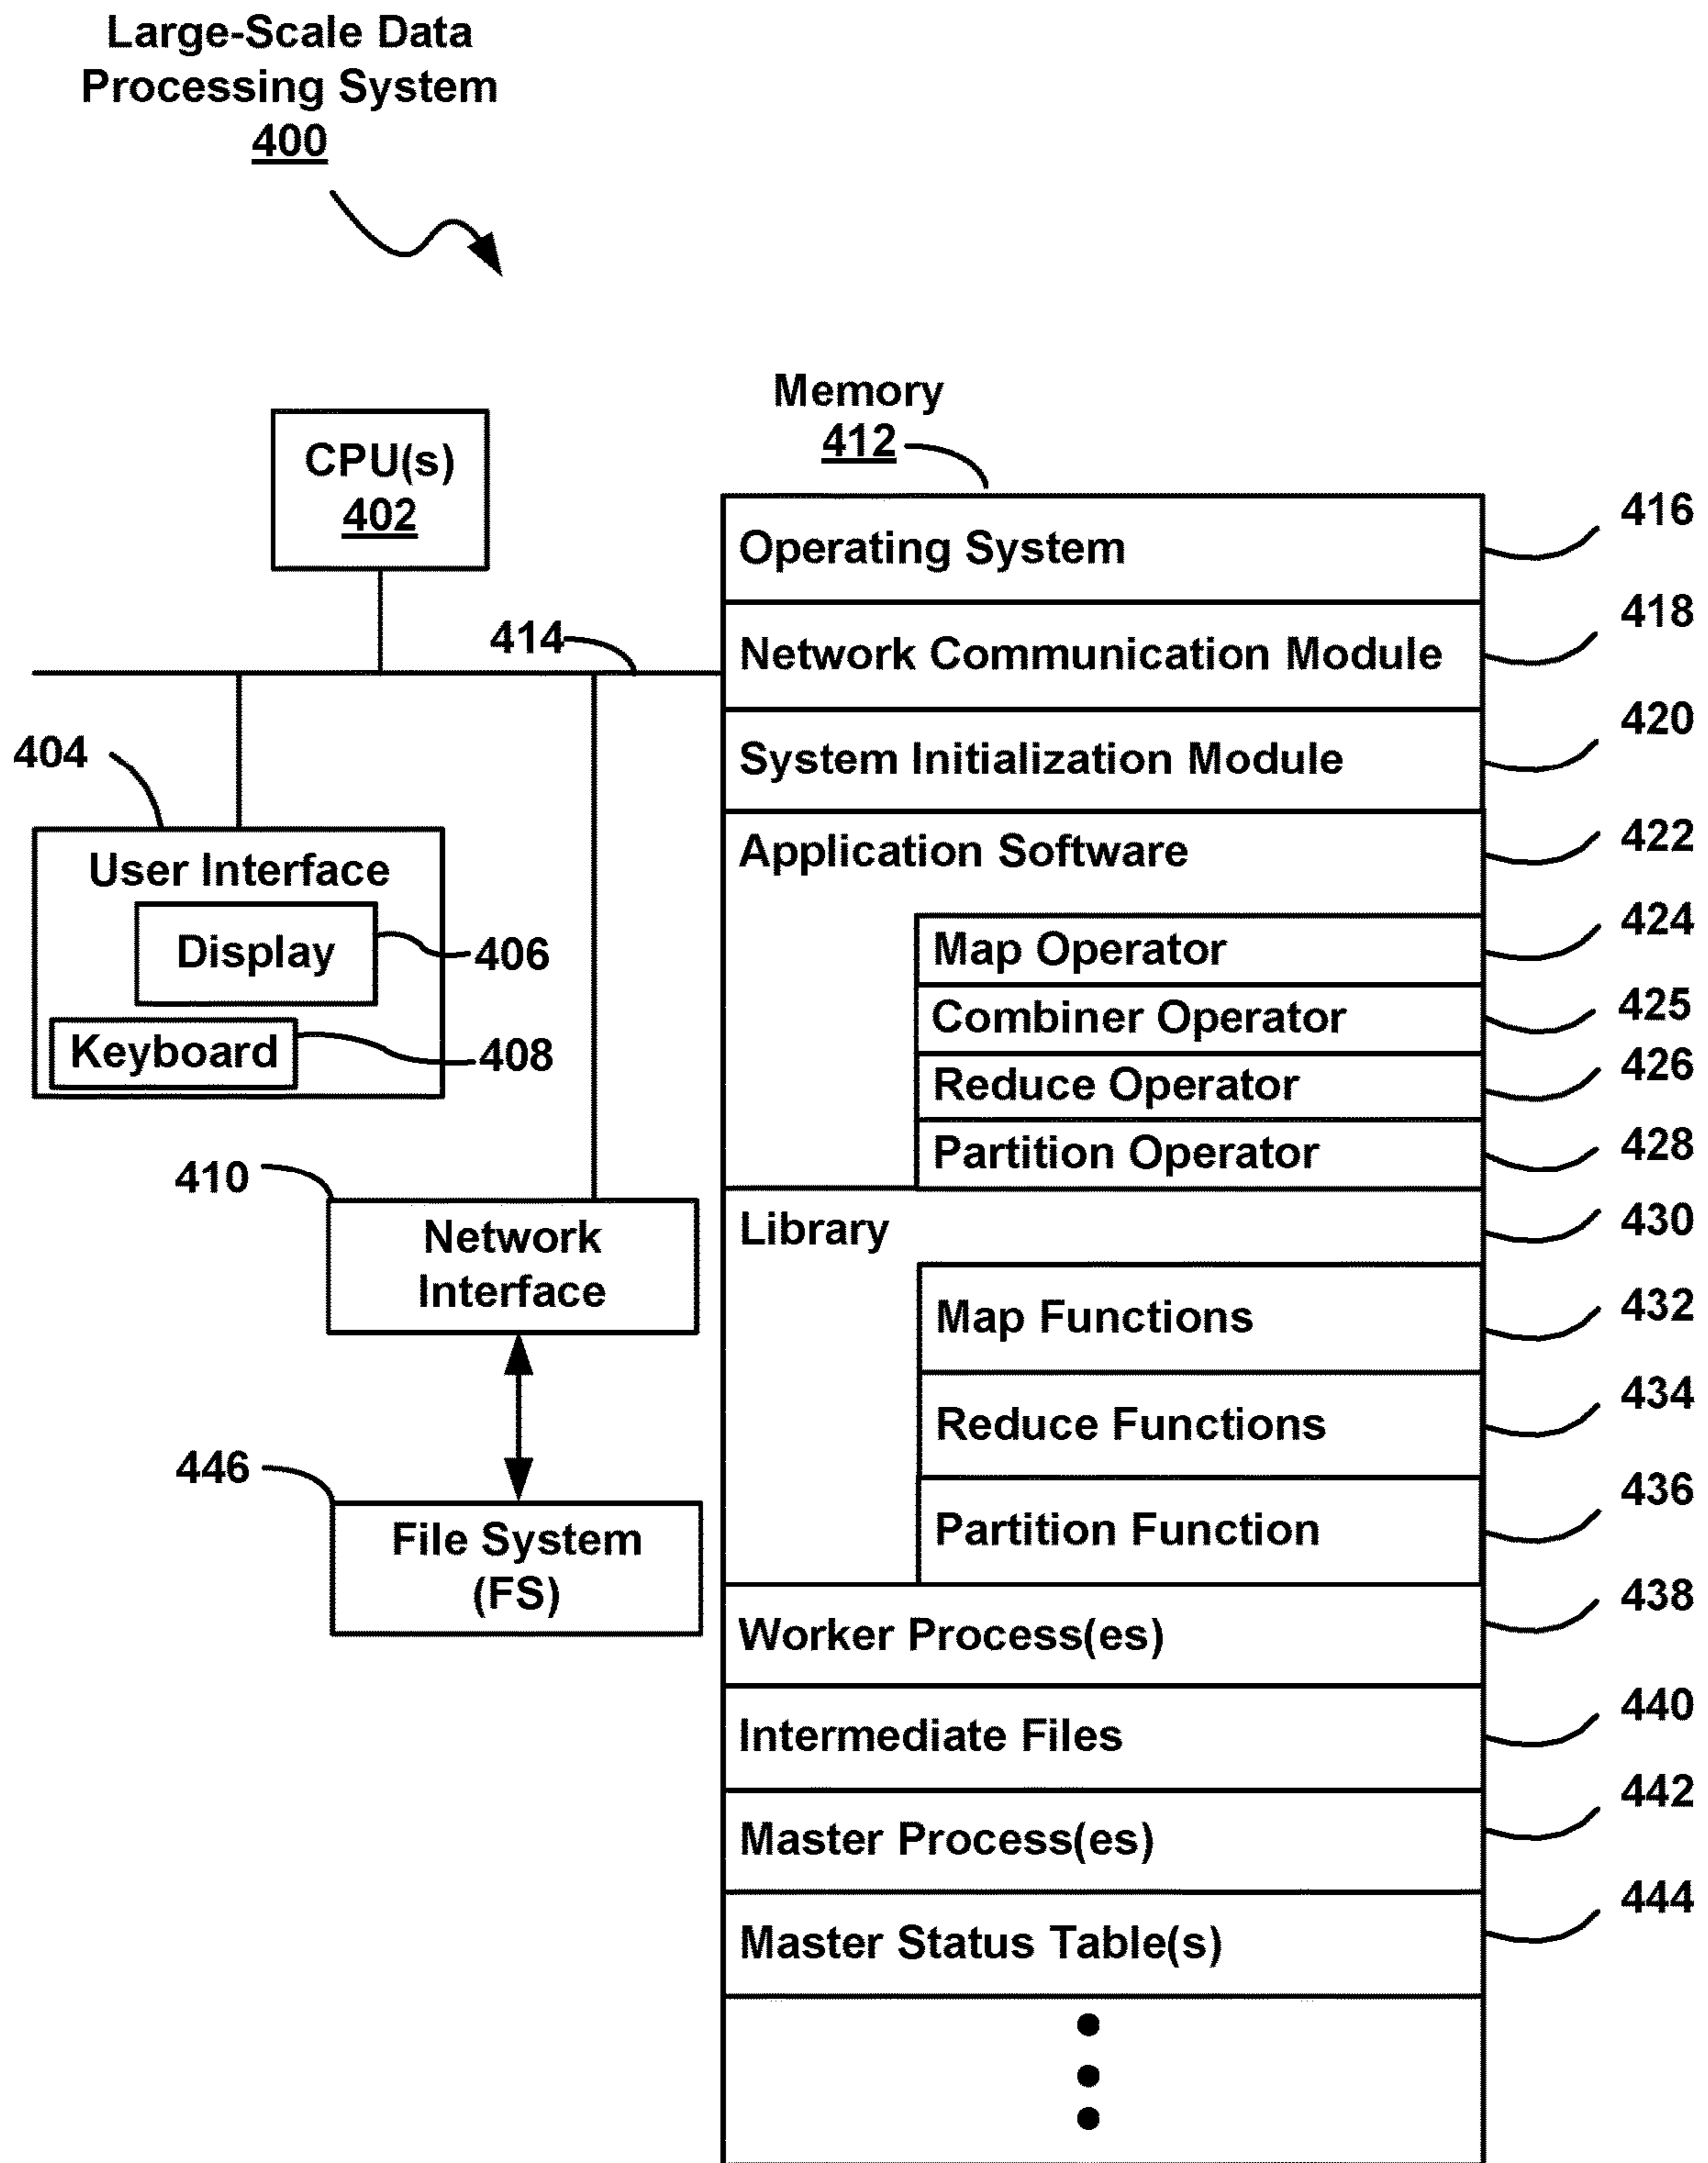 Large-Scale Data
Processing System
400
Memory
412
CPU(s)
402
414
404
User Interface
Display
406
Keyboard
408
410
Network
Interface
446
File System
(FS)
Operating System
416
Network Communication Module
418
System Initialization Module
420
Application Software
422
Map Operator
424
Combiner Operator
425
Reduce Operator
426
Partition Operator
428
Library
430
Map Functions
432
Reduce Functions
434
Partition Function
436
Worker Process(es)
438
Intermediate Files
440
Master Process(es)
442
Master Status Table(s)
444